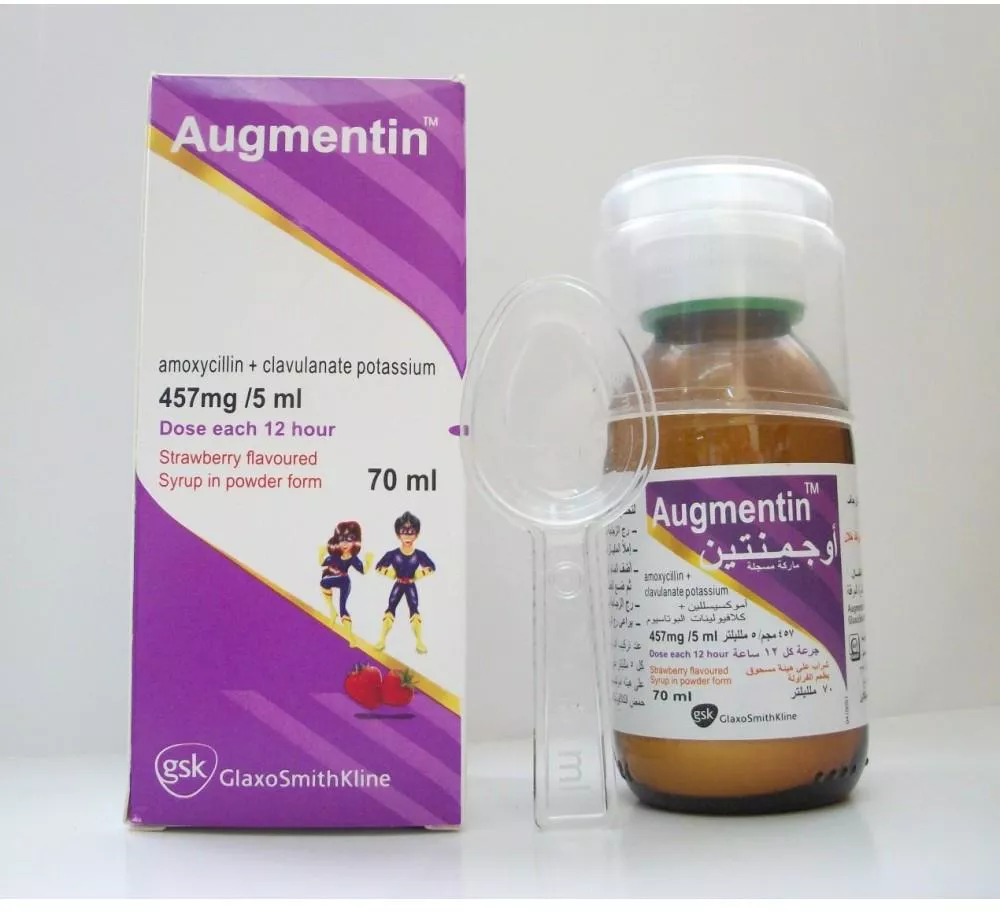 Augmentin™
amoxycillin + clavulanate potassium
457mg /5 ml
Dose each 12 hour
Strawberry flavoured
Syrup in powder form
70 ml
gsk GlaxoSmithKline
ml
Augmentin™
أوجمنتين
ماركة مسجلة
amoxycillin +
clavulanate potassium
أموكسيسللين +
كلافيولينات البوتاسيوم
457mg /5 ml ٤٥٧ مجم/٥ ملليلتر
Dose each 12 hour جرعة كل ١٢ ساعة
Strawberry flavoured شراب على هيئة مسحوق
Syrup in powder form بطعم الفراولة
70 ml ٧٠ ملليلتر
gsk GlaxoSmithKline